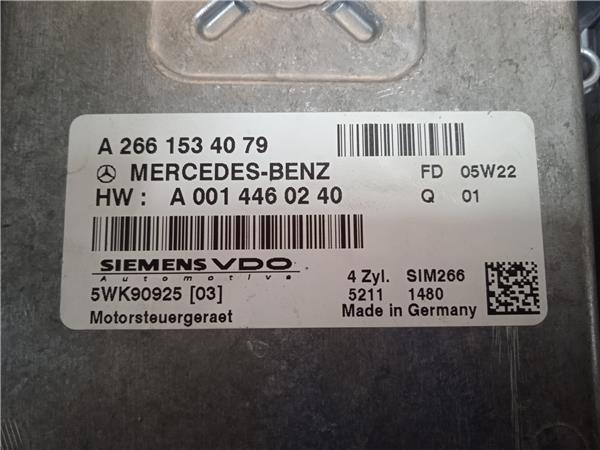 A 266 153 40 79
MERCEDES-BENZ FD 05W22
HW : A 001 446 02 40 Q 01
SIEMENS VDO
Automotive
4 Zyl. SIM266
5WK90925 [03] 5211 1480
Motorsteuergeraet Made in Germany